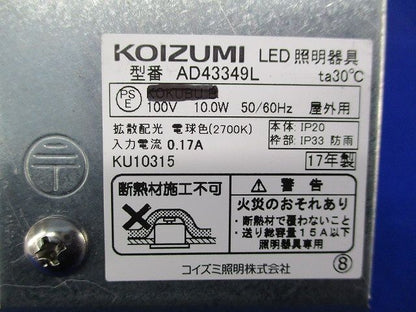 KOIZUMI LED 照明器具
型番 AD43349L ta30℃
PS E
100V 10.0W 50/60Hz 屋外用
拡散配光 電球色(2700K) 本体:IP20
入力電流 0.17A 枠部:IP33 防雨
KU10315 17年製
断熱材施工不可 ⚠ 警告
火災のおそれあり
・断熱材で覆わないこと
・送り総容量15A以下
照明器具専用
コイズミ照明株式会社 ⑧